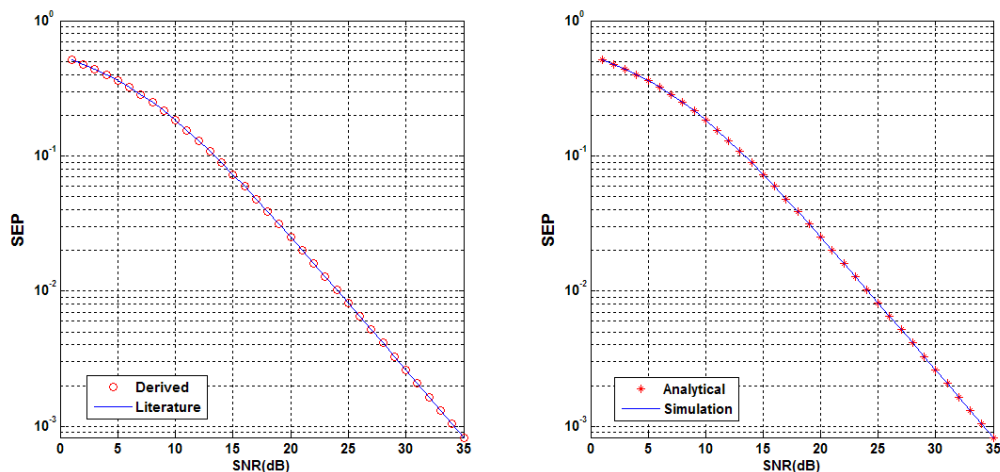 10^0
10^-1
10^-2
10^-3
SEP
0 5 10 15 20 25 30 35
SNR(dB)
Derived
Literature
10^0
10^-1
10^-2
10^-3
SEP
0 5 10 15 20 25 30 35
SNR(dB)
Analytical
Simulation